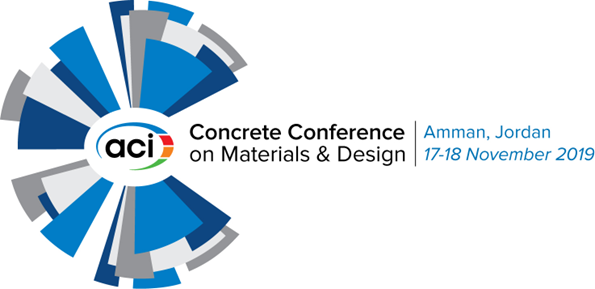 aci
Concrete Conference
on Materials & Design
Amman, Jordan
17-18 November 2019